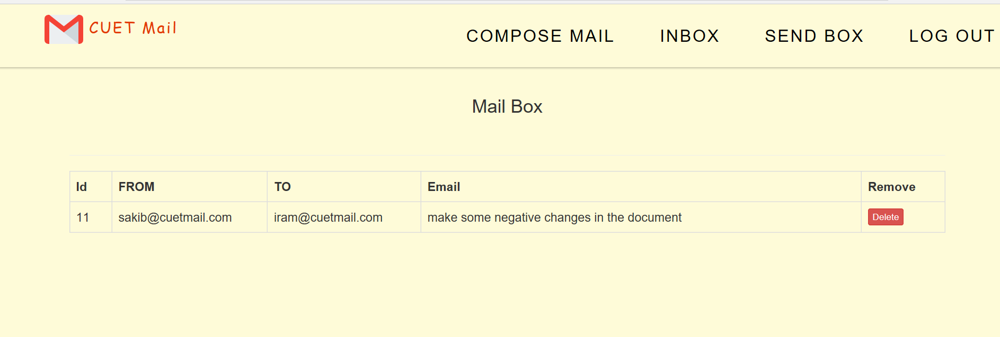 CUET Mail
COMPOSE MAIL INBOX SEND BOX LOG OUT
Mail Box
Id FROM TO Email Remove
11 sakib@cuetmail.com iram@cuetmail.com make some negative changes in the document Delete